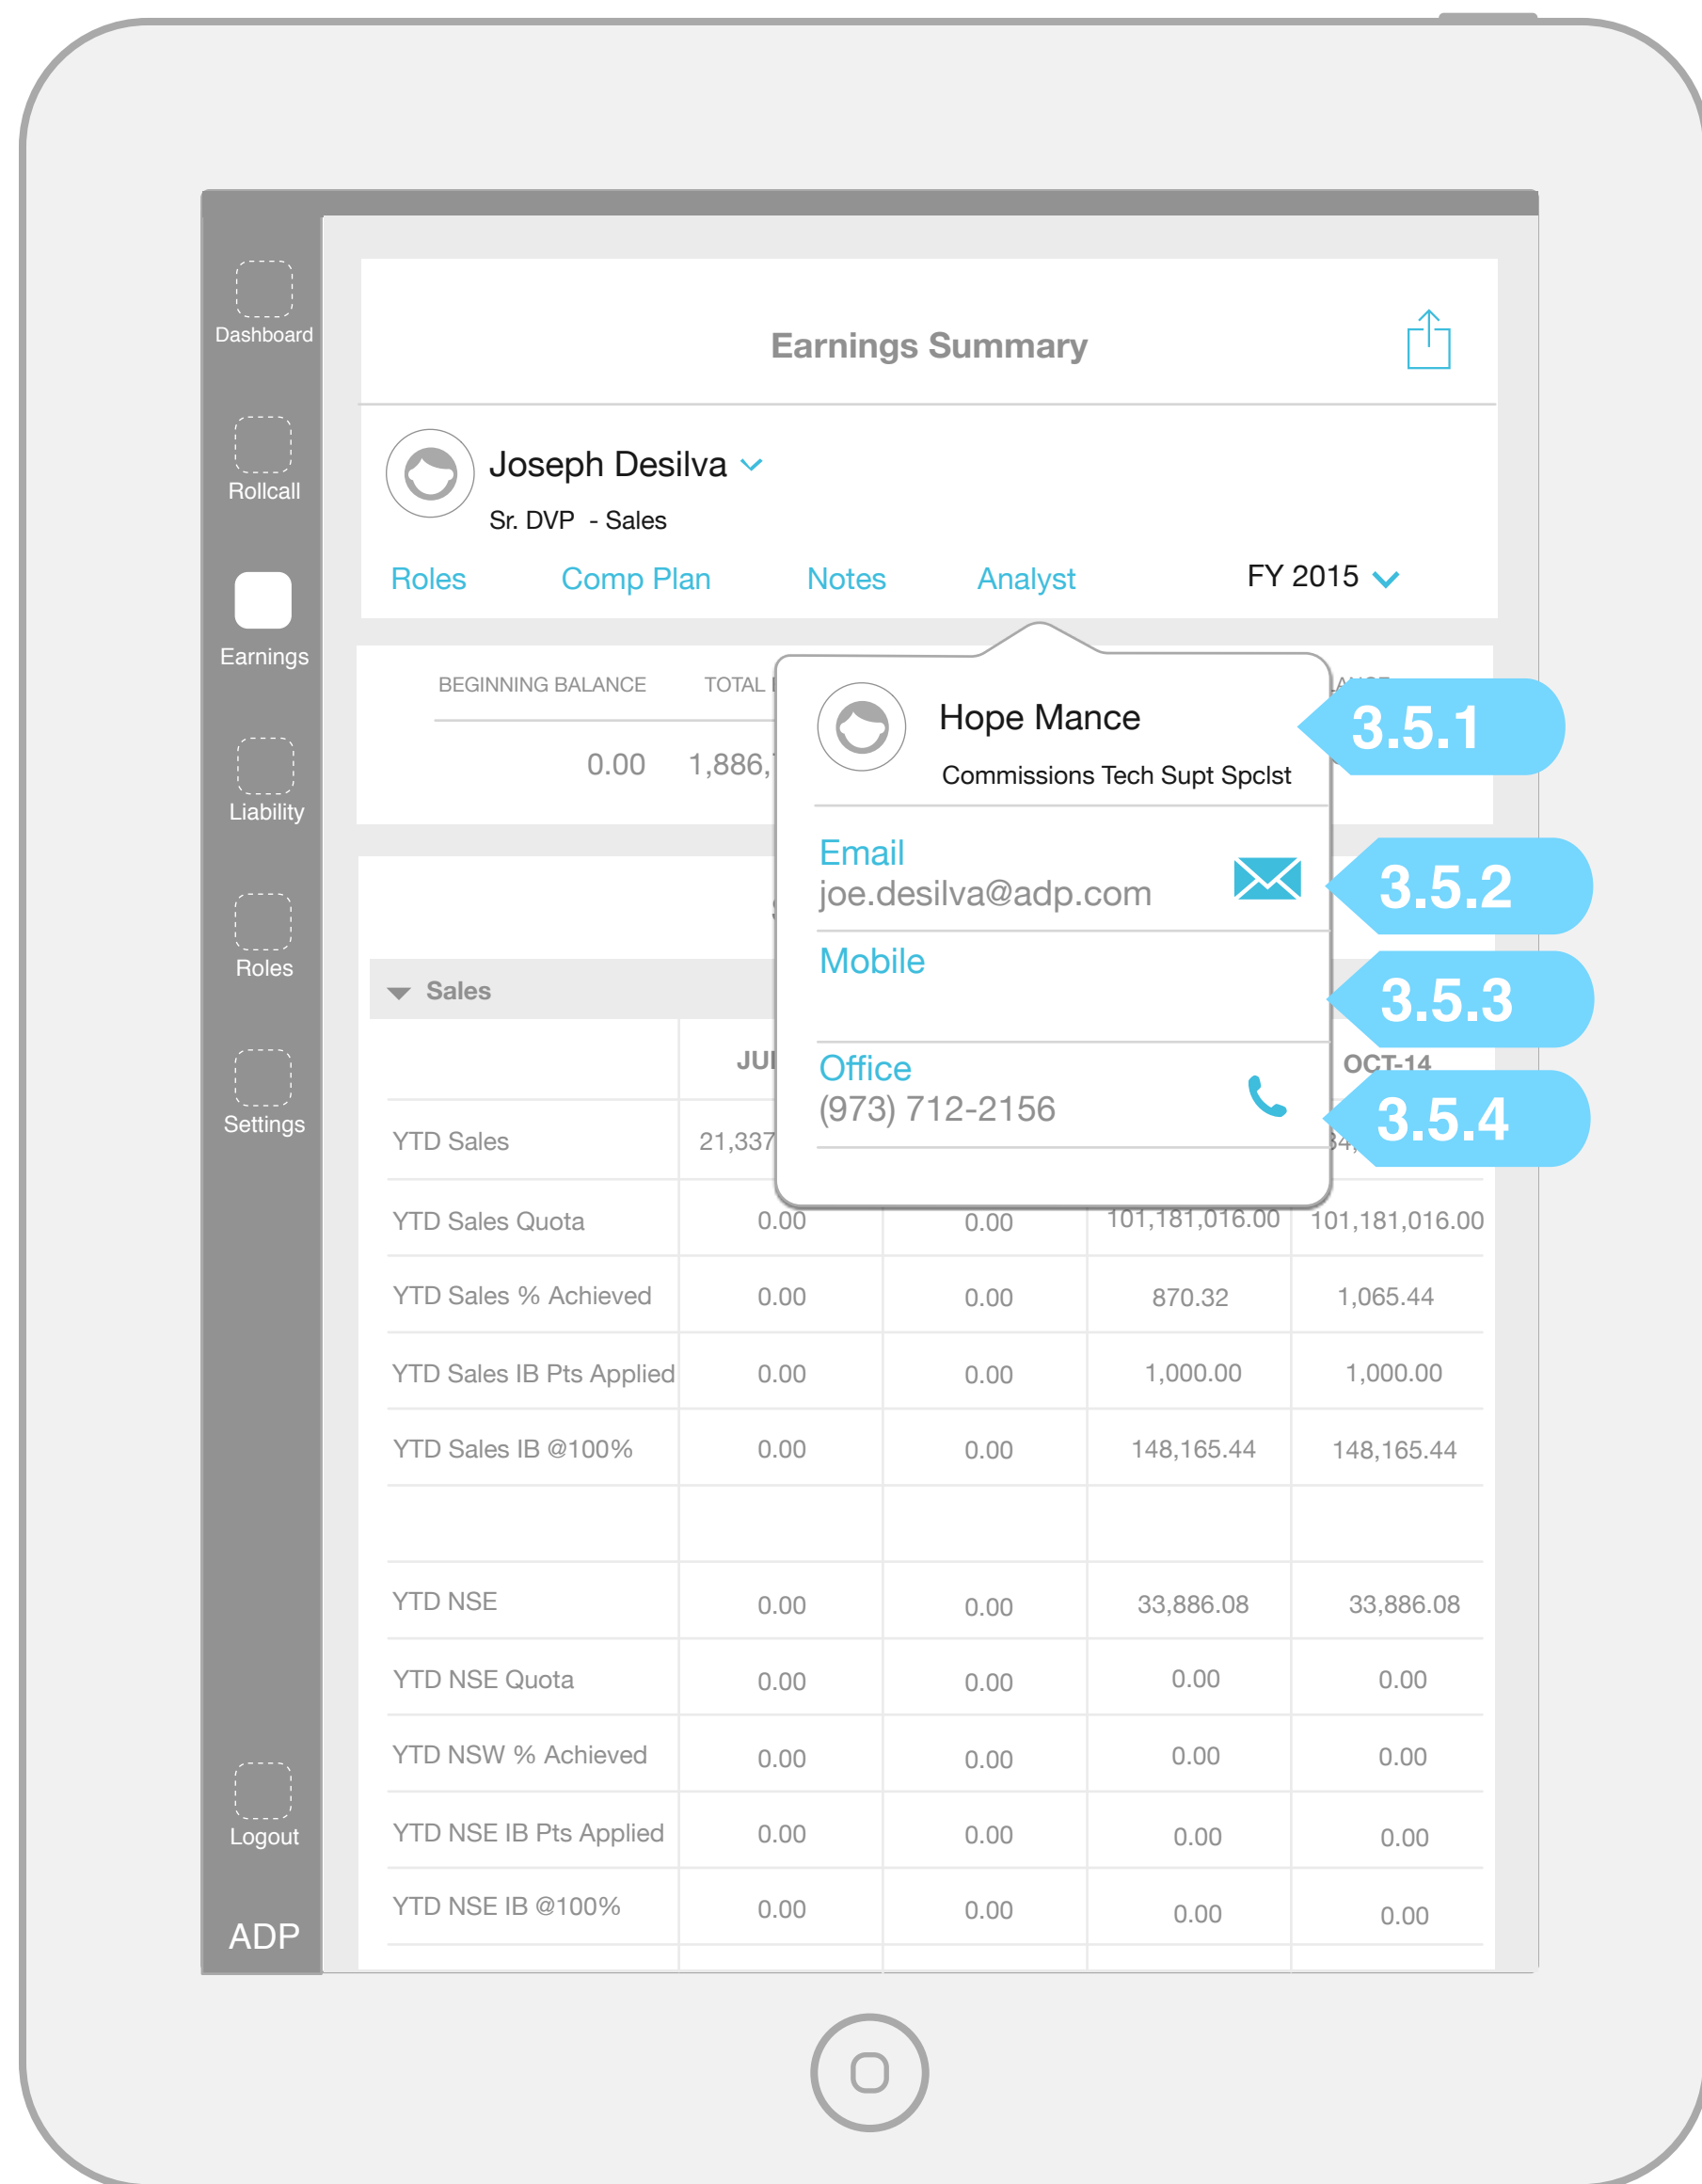 Dashboard
Rollcall
Earnings
Liability
Roles
Settings
Logout
ADP
Earnings Summary
Joseph Desilva
Sr. DVP - Sales
Roles Comp Plan Notes Analyst FY 2015
BEGINNING BALANCE TOTAL
0.00 1,886,
Hope Mance
Commissions Tech Supt Spclst
3.5.1
Email
joe.desilva@adp.com
3.5.2
Mobile
3.5.3
Office
(973) 712-2156
3.5.4
Sales
OCT-14
YTD Sales 21,337
YTD Sales Quota 0.00 0.00 101,181,016.00 101,181,016.00
YTD Sales % Achieved 0.00 0.00 870.32 1,065.44
YTD Sales IB Pts Applied 0.00 0.00 1,000.00 1,000.00
YTD Sales IB @100% 0.00 0.00 148,165.44 148,165.44
YTD NSE 0.00 0.00 33,886.08 33,886.08
YTD NSE Quota 0.00 0.00 0.00 0.00
YTD NSW % Achieved 0.00 0.00 0.00 0.00
YTD NSE IB Pts Applied 0.00 0.00 0.00 0.00
YTD NSE IB @100% 0.00 0.00 0.00 0.00